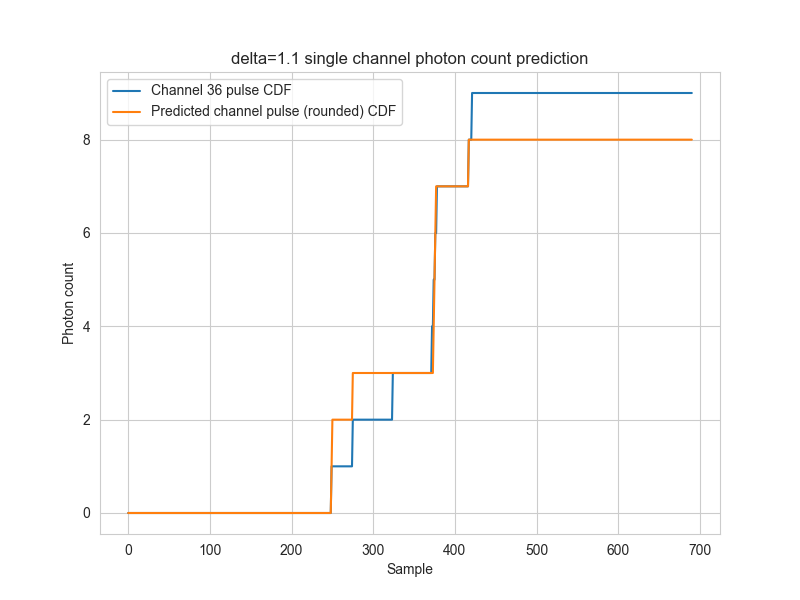 delta=1.1 single channel photon count prediction
Channel 36 pulse CDF
Predicted channel pulse (rounded) CDF
Photon count
8
6
4
2
0
0 100 200 300 400 500 600 700
Sample